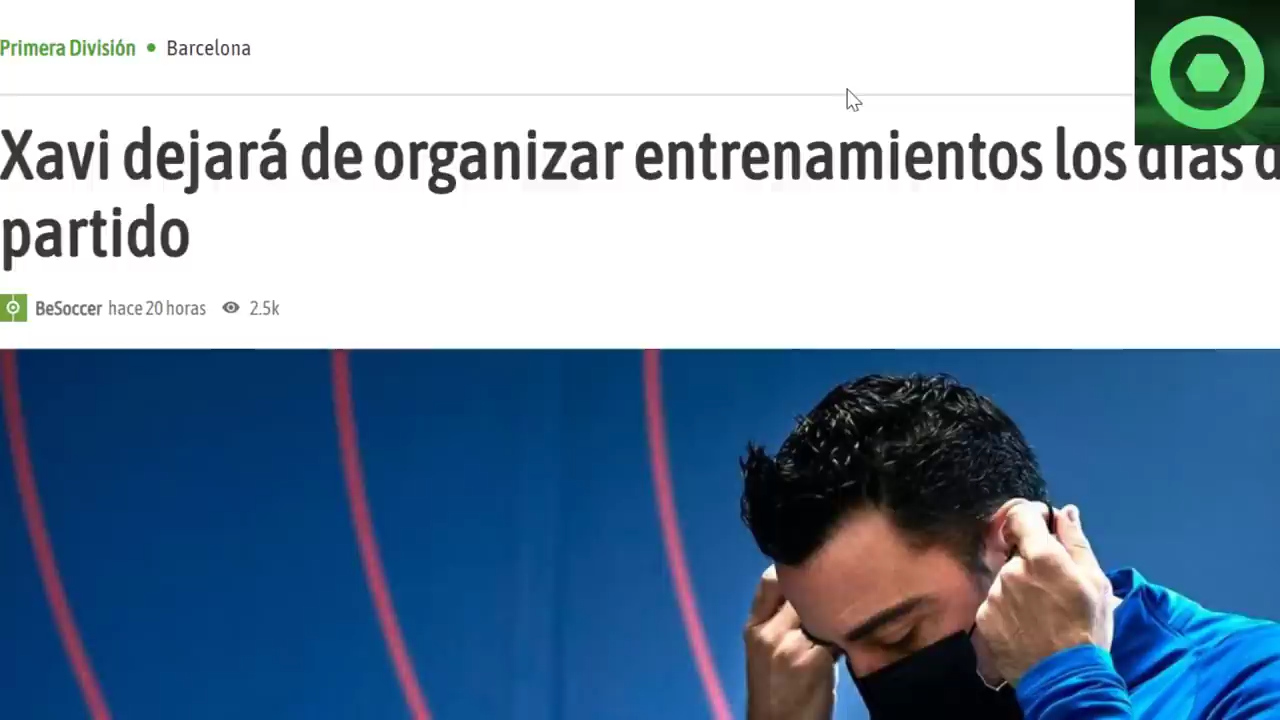 Primera División • Barcelona
Xavi dejará de organizar entrenamientos los días d
partido
BeSoccer hace 20 horas 2.5k